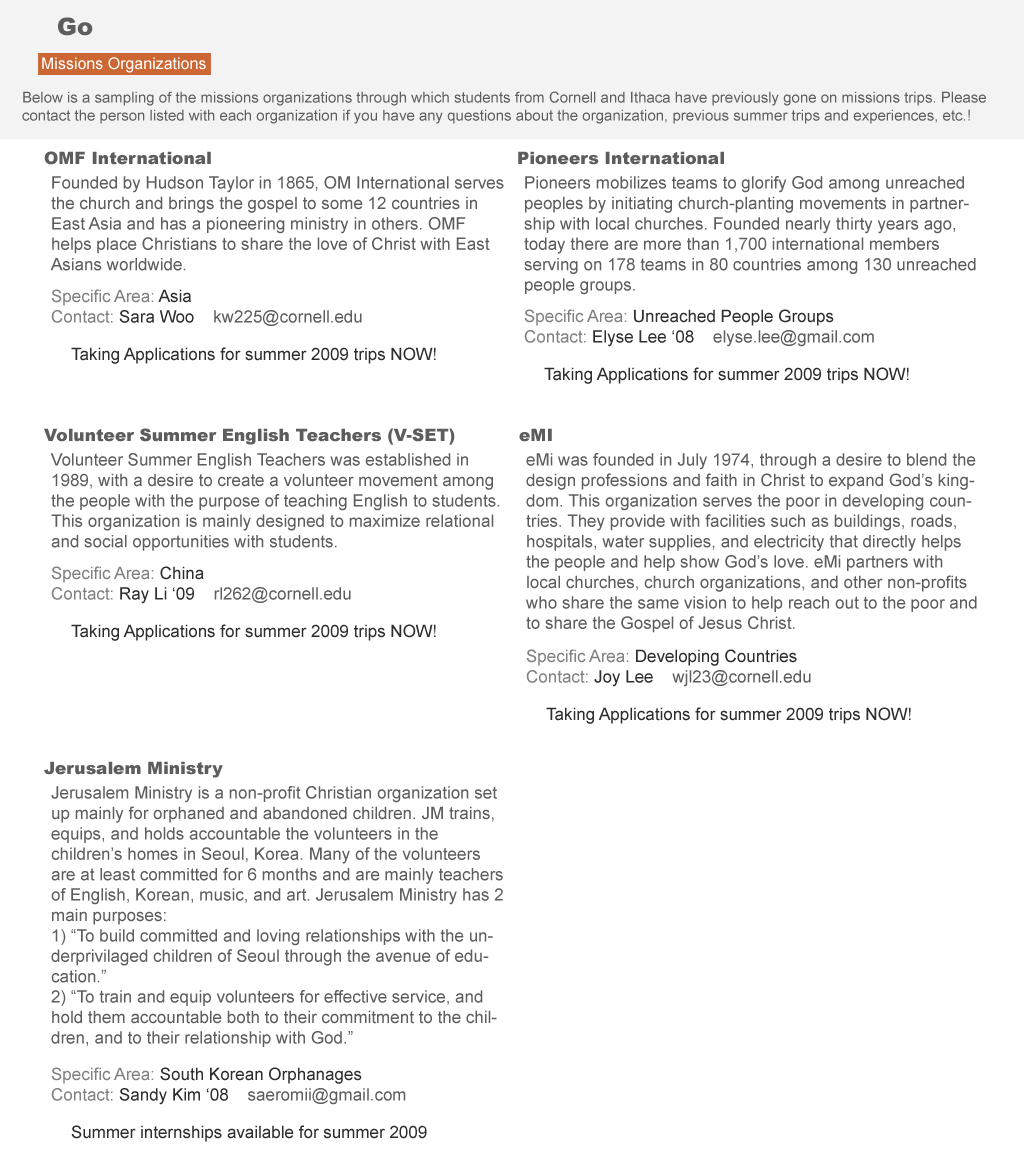 Go
Missions Organizations
Below is a sampling of the missions organizations through which students from Cornell and Ithaca have previously gone on missions trips. Please
contact the person listed with each organization if you have any questions about the organization, previous summer trips and experiences, etc.!
OMF International
Founded by Hudson Taylor in 1865, OM International serves
the church and brings the gospel to some 12 countries in
East Asia and has a pioneering ministry in others. OMF
helps place Christians to share the love of Christ with East
Asians worldwide.
Specific Area: Asia
Contact: Sara Woo kw225@cornell.edu
Taking Applications for summer 2009 trips NOW!
Pioneers International
Pioneers mobilizes teams to glorify God among unreached
peoples by initiating church-planting movements in partner-
ship with local churches. Founded nearly thirty years ago,
today there are more than 1,700 international members
serving on 178 teams in 80 countries among 130 unreached
people groups.
Specific Area: Unreached People Groups
Contact: Elyse Lee ‘08 elyse.lee@gmail.com
Taking Applications for summer 2009 trips NOW!
Volunteer Summer English Teachers (V-SET)
Volunteer Summer English Teachers was established in
1989, with a desire to create a volunteer movement among
the people with the purpose of teaching English to students.
This organization is mainly designed to maximize relational
and social opportunities with students.
Specific Area: China
Contact: Ray Li ‘09 rl262@cornell.edu
Taking Applications for summer 2009 trips NOW!
eMI
eMi was founded in July 1974, through a desire to blend the
design professions and faith in Christ to expand God’s king-
dom. This organization serves the poor in developing coun-
tries. They provide with facilities such as buildings, roads,
hospitals, water supplies, and electricity that directly helps
the people and help show God’s love. eMi partners with
local churches, church organizations, and other non-profits
who share the same vision to help reach out to the poor and
to share the Gospel of Jesus Christ.
Specific Area: Developing Countries
Contact: Joy Lee wjl23@cornell.edu
Taking Applications for summer 2009 trips NOW!
Jerusalem Ministry
Jerusalem Ministry is a non-profit Christian organization set
up mainly for orphaned and abandoned children. JM trains,
equips, and holds accountable the volunteers in the
children’s homes in Seoul, Korea. Many of the volunteers
are at least committed for 6 months and are mainly teachers
of English, Korean, music, and art. Jerusalem Ministry has 2
main purposes:
1) “To build committed and loving relationships with the un-
derprivilaged children of Seoul through the avenue of edu-
cation.”
2) “To train and equip volunteers for effective service, and
hold them accountable both to their commitment to the chil-
dren, and to their relationship with God.”
Specific Area: South Korean Orphanages
Contact: Sandy Kim ‘08 saeromii@gmail.com
Summer internships available for summer 2009